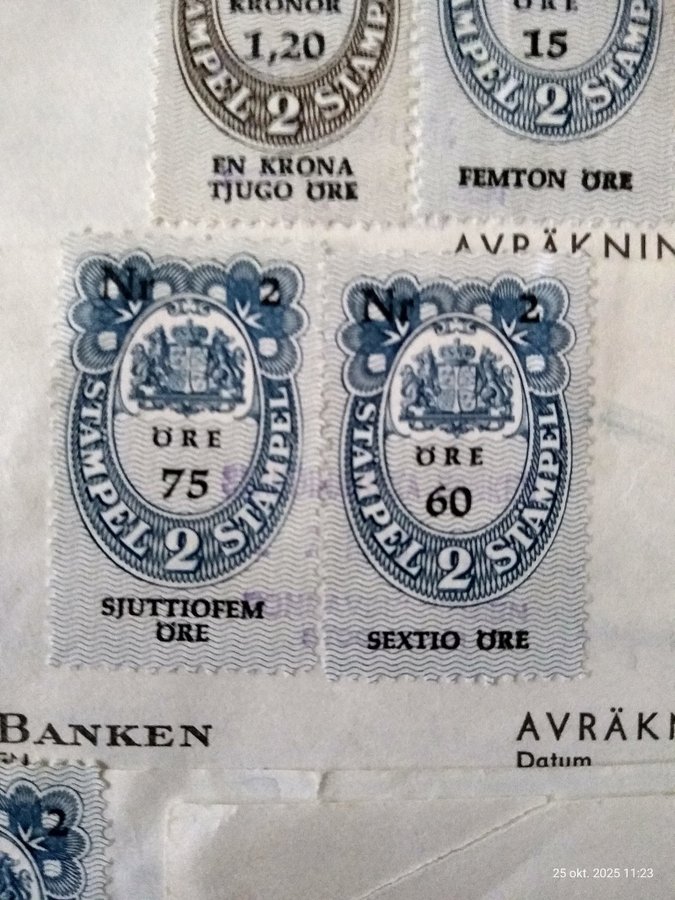 KRONOR
1,20
STÄMPEL 2 STÄMPEL
EN KRONA
TJUGO ÖRE
ÖRE
15
STÄMPEL 2 STÄMPEL
FEMTON ÖRE
AVRÄKNIN
Nr 2
ÖRE
75
STÄMPEL 2 STÄMPEL
SJUTTIOFEM
ÖRE
Nr 2
ÖRE
60
STÄMPEL 2 STÄMPEL
SEXTIO ÖRE
BANKEN
AVRÄKN
Datum
2
25 okt. 2025 11:23